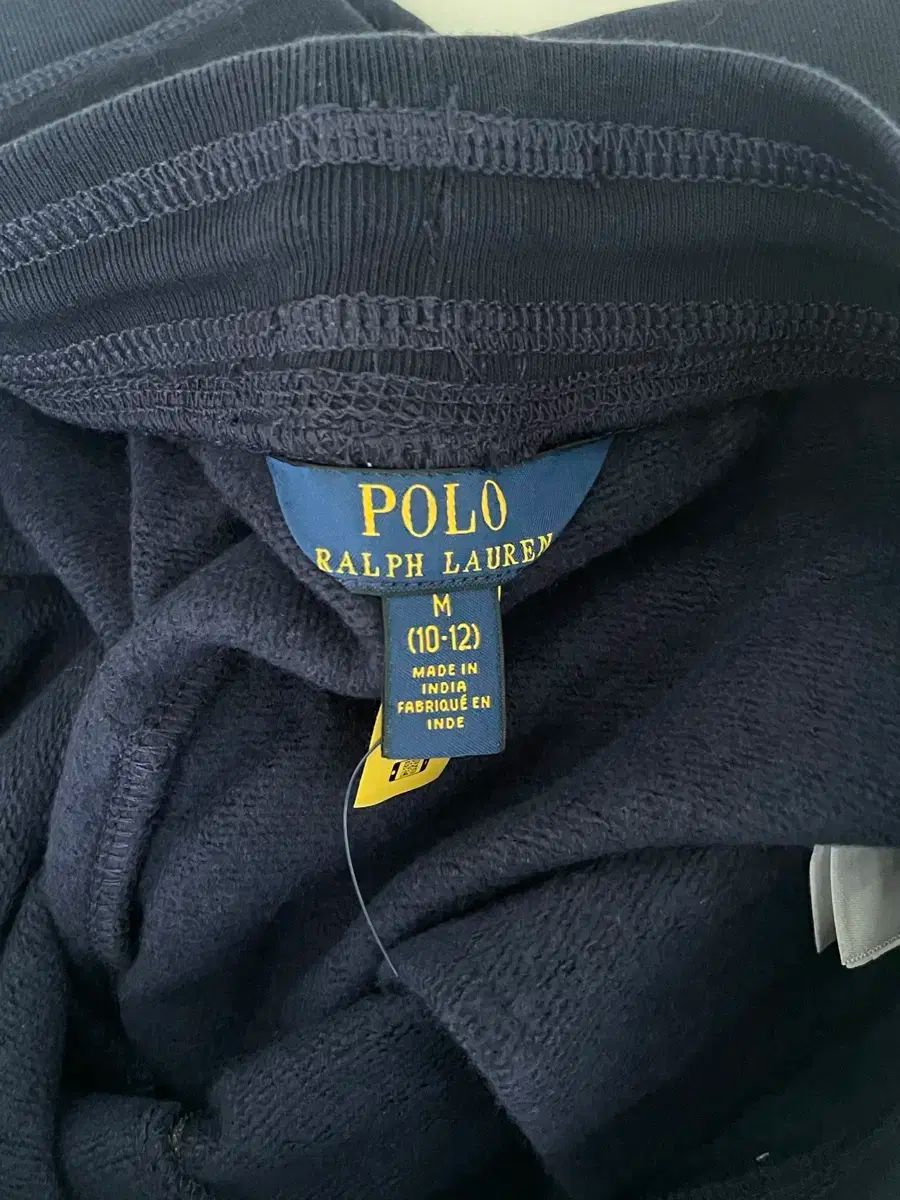 POLO
RALPH LAUREN
M
(10-12)
MADE IN
INDIA
FABRIQUÉ EN
INDE